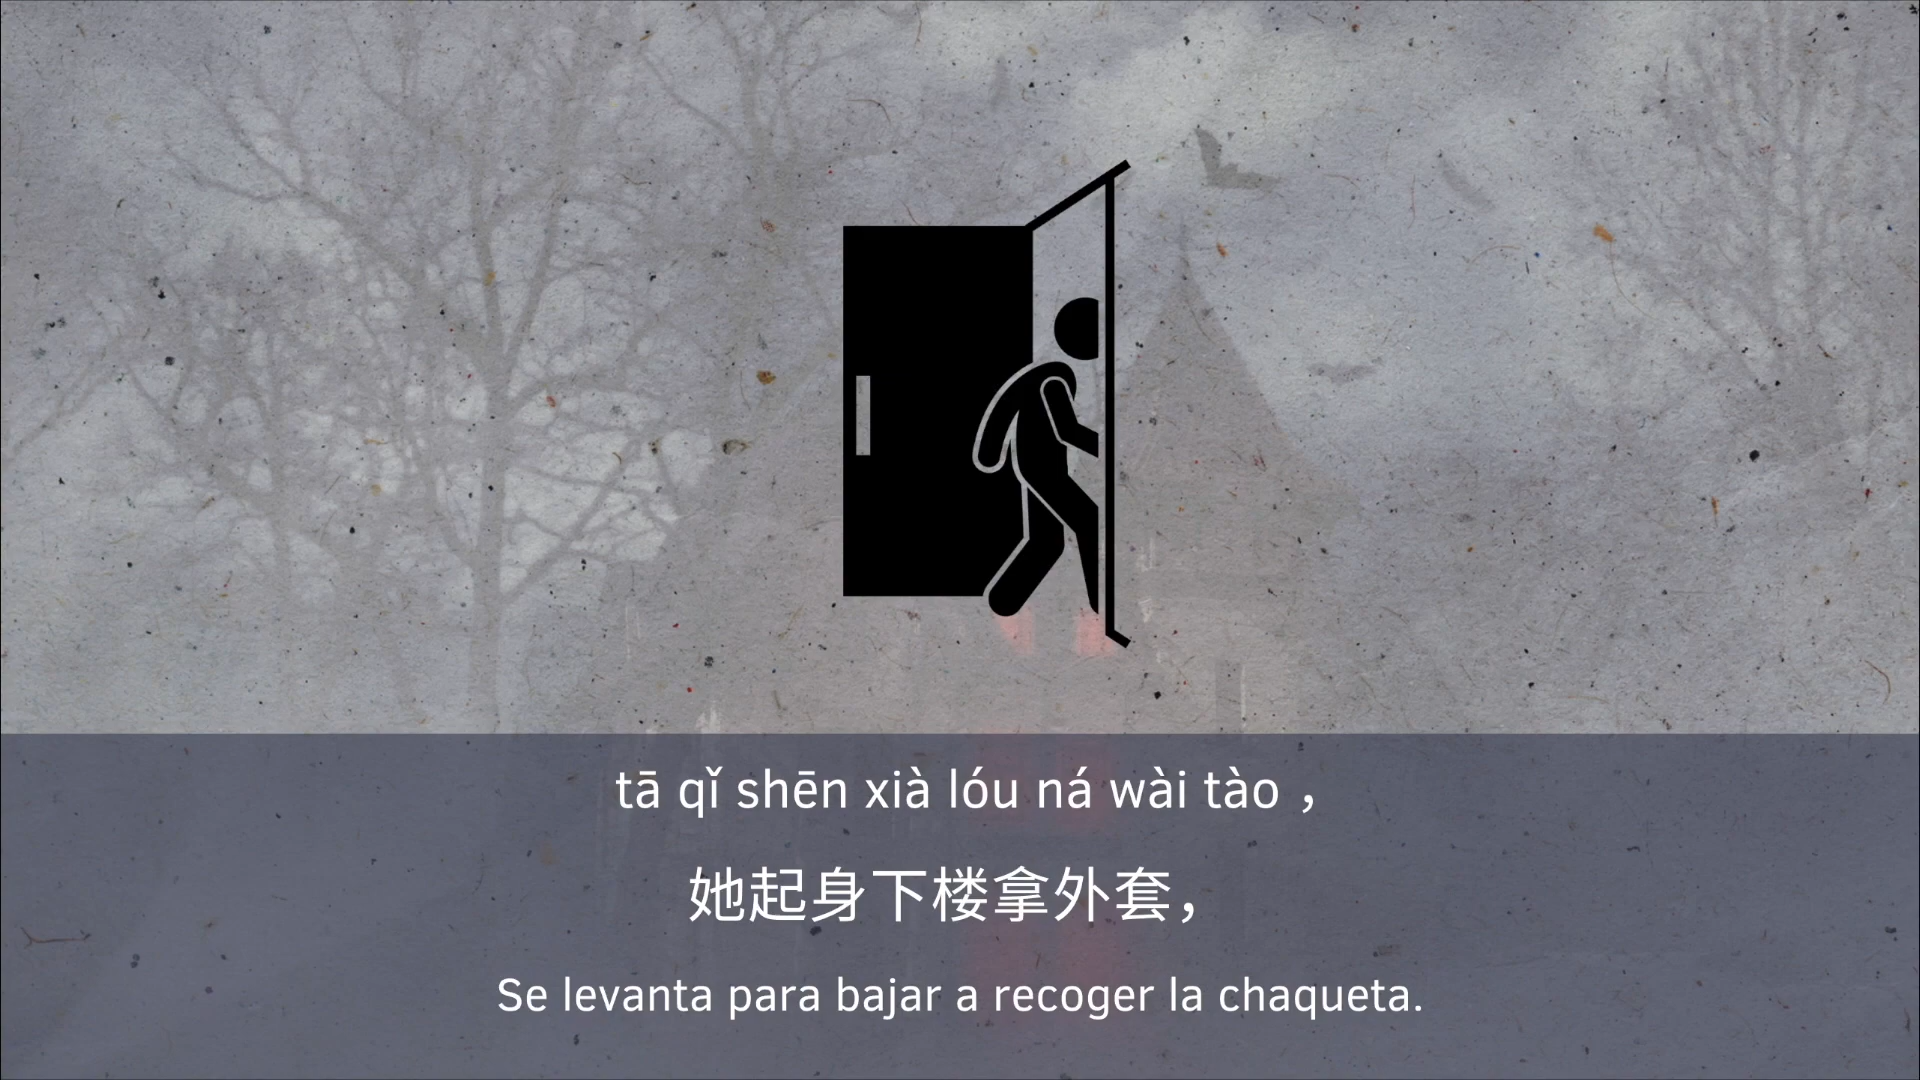 tā qǐ shēn xià lóu ná wài tào ，
她起身下楼拿外套，
Se levanta para bajar a recoger la chaqueta.